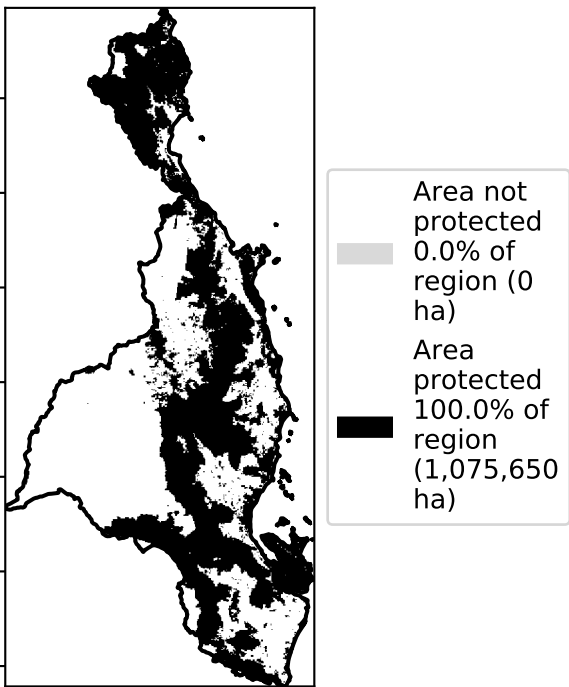 Area not
protected
0.0% of
region (0
ha)
Area
protected
100.0% of
region
(1,075,650
ha)